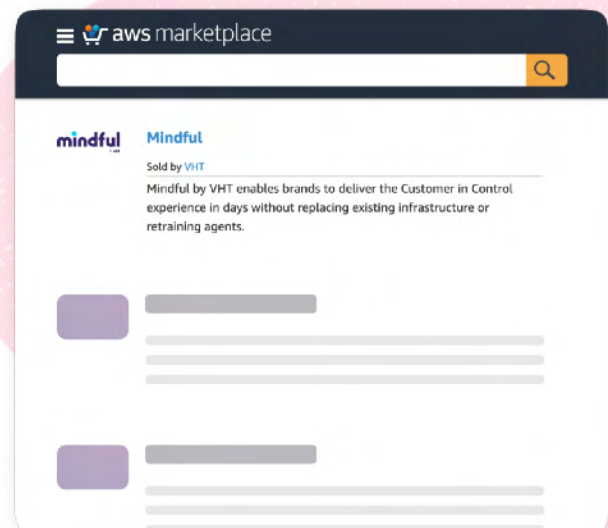 aws marketplace
mindful
Mindful
Sold by VHT
Mindful by VHT enables brands to deliver the Customer in Control
experience in days without replacing existing infrastructure or
retraining agents.